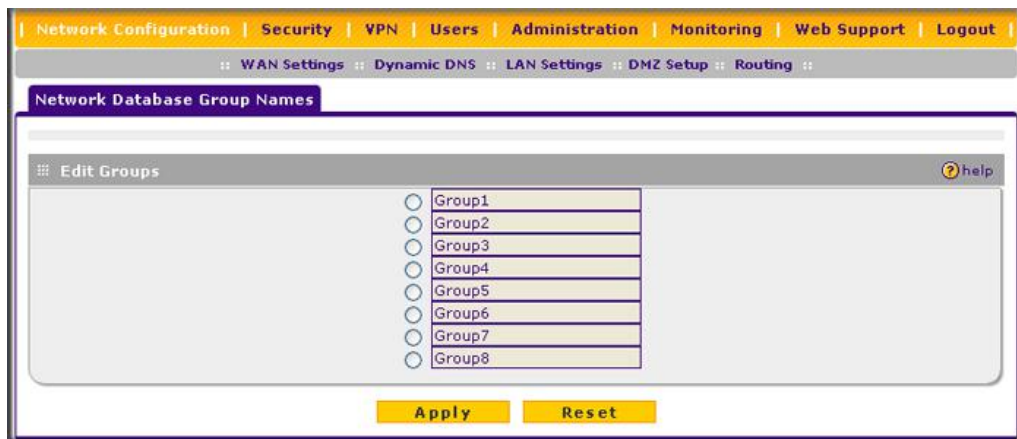 | Network Configuration | Security | VPN | Users | Administration | Monitoring | Web Support | Logout |
:: WAN Settings :: Dynamic DNS :: LAN Settings :: DMZ Setup :: Routing ::
Network Database Group Names
Edit Groups ? help
Group1
Group2
Group3
Group4
Group5
Group6
Group7
Group8
Apply Reset